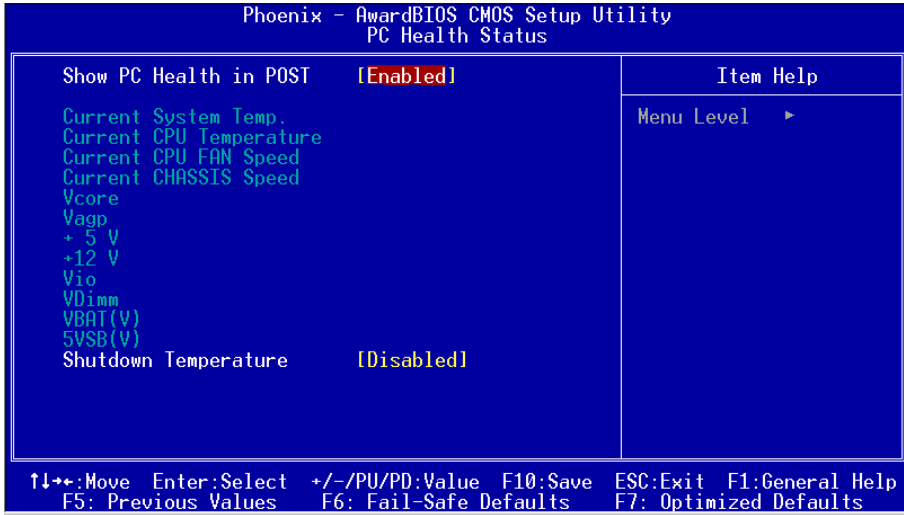 Phoenix - AwardBIOS CMOS Setup Utility
PC Health Status
Show PC Health in POST [Enabled]
Current System Temp.
Current CPU Temperature
Current CPU FAN Speed
Current CHASSIS Speed
Vcore
Vagp
+ 5 V
+12 V
Vio
VDimm
VBAT(V)
5VSB(V)
Shutdown Temperature [Disabled]
Item Help
Menu Level ►
↑↓→←:Move Enter:Select +/-/PU/PD:Value F10:Save ESC:Exit F1:General Help
F5: Previous Values F6: Fail-Safe Defaults F7: Optimized Defaults